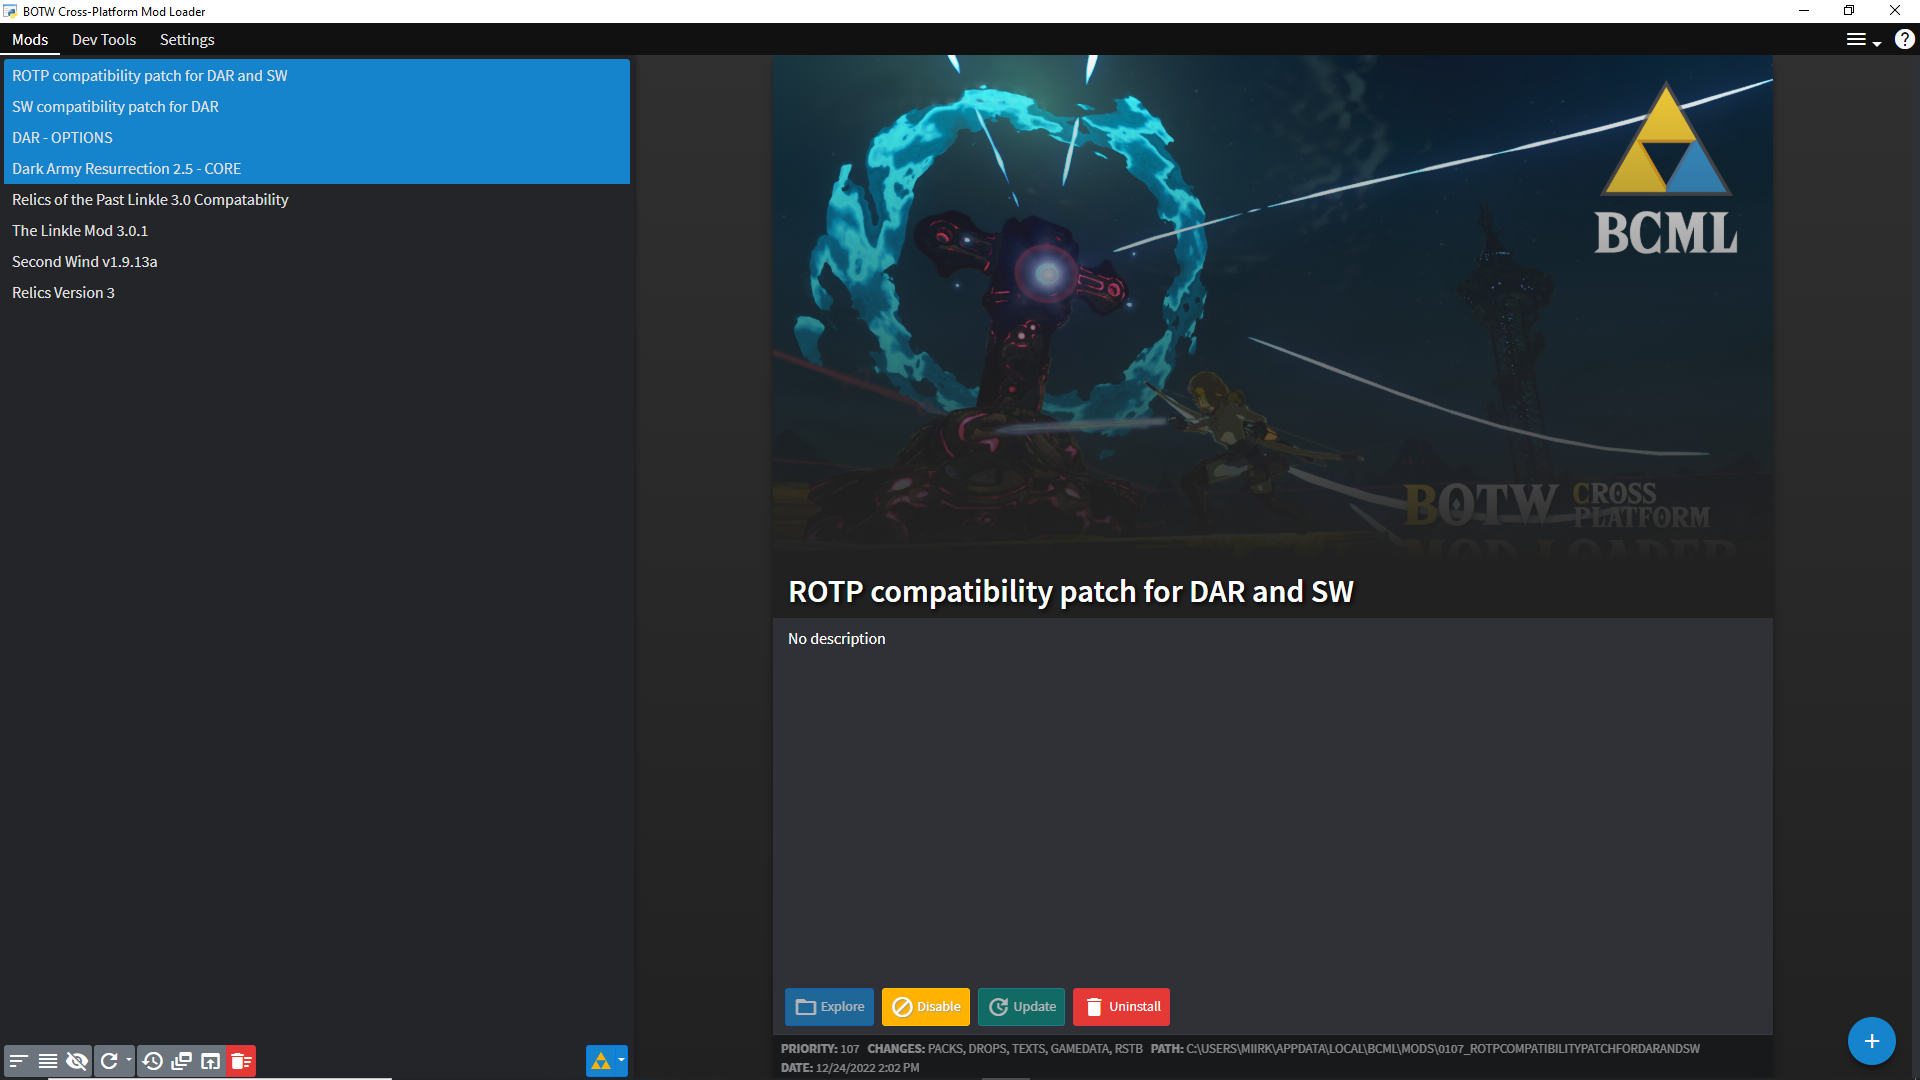 BOTW Cross-Platform Mod Loader
Mods Dev Tools Settings
ROTP compatibility patch for DAR and SW
SW compatibility patch for DAR
DAR - OPTIONS
Dark Army Resurrection 2.5 - CORE
Relics of the Past Linkle 3.0 Compatability
The Linkle Mod 3.0.1
Second Wind v1.9.13a
Relics Version 3
BCML
BOTW CROSS PLATFORM
MOD LOADER
ROTP compatibility patch for DAR and SW
No description
Explore Disable Update Uninstall
PRIORITY: 107 CHANGES: PACKS, DROPS, TEXTS, GAMEDATA, RSTB PATH: C:\USERS\MIIRK\APPDATA\LOCAL\BCML\MODS\0107_ROTPCOMPATIBILITYPATCHFORDARANDSW
DATE: 12/24/2022 2:02 PM